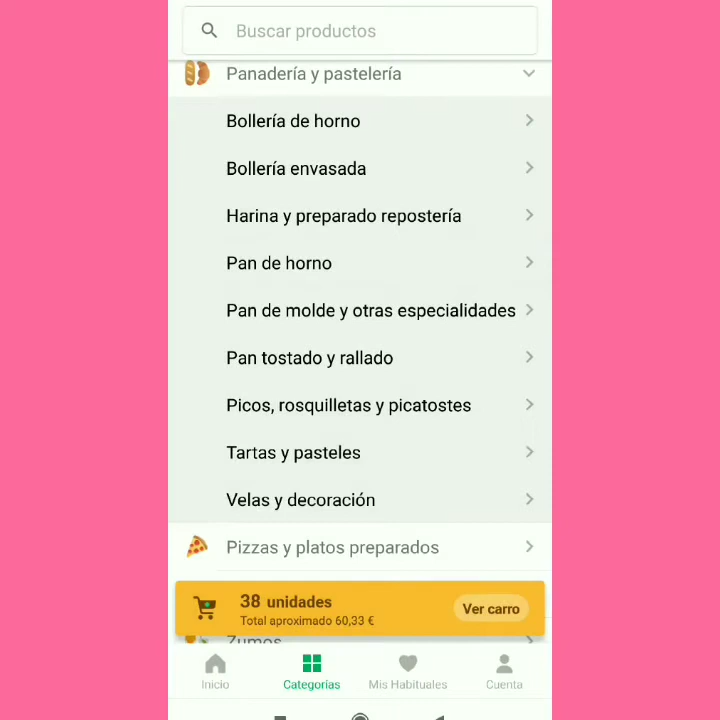 Buscar productos
Panadería y pastelería
Bollería de horno
Bollería envasada
Harina y preparado repostería
Pan de horno
Pan de molde y otras especialidades
Pan tostado y rallado
Picos, rosquilletas y picatostes
Tartas y pasteles
Velas y decoración
Pizzas y platos preparados
38 unidades
Total aproximado 60,33 €
Ver carro
Zumos
Inicio
Categorías
Mis Habituales
Cuenta